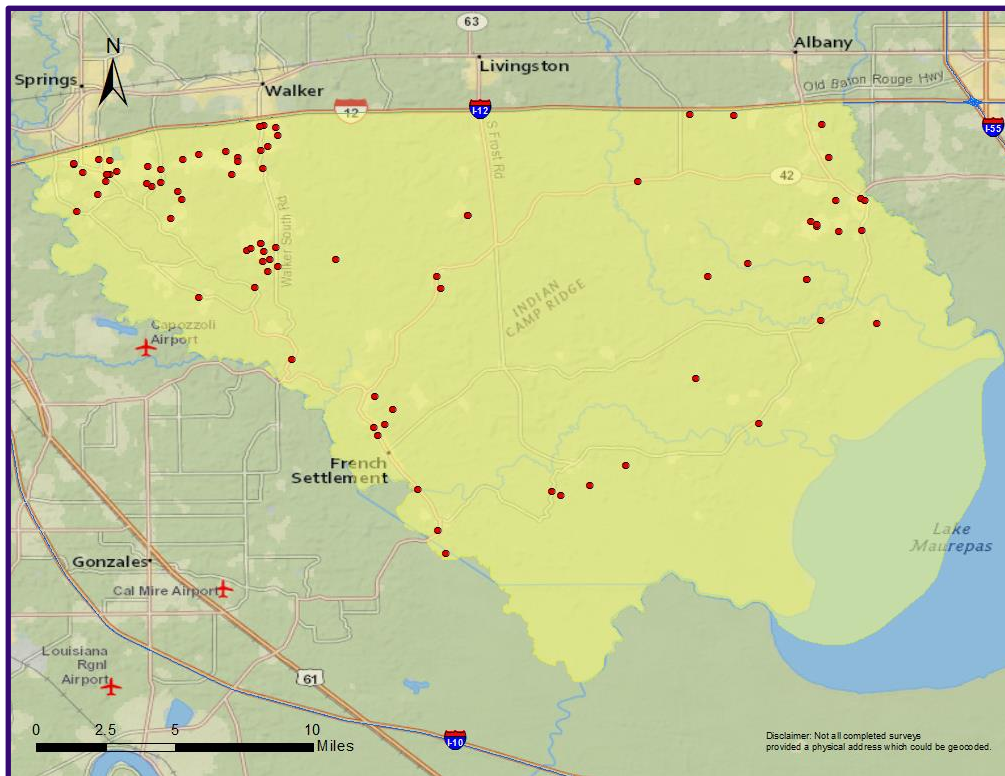 63
Albany
N
Livingston
Springs
Walker
Old Baton Rouge Hwy
12
I-12
I-55
S Frost Rd
42
Walker South Rd
INDIAN
CAMP RIDGE
Capozzoli
Airport
French
Settlement
Lake
Maurepas
Gonzales
Cal Mire Airport
Louisiana
Rgnl
Airport
61
0 2.5 5 10
Miles
I-10
Disclaimer: Not all completed surveys
provided a physical address which could be geocoded.